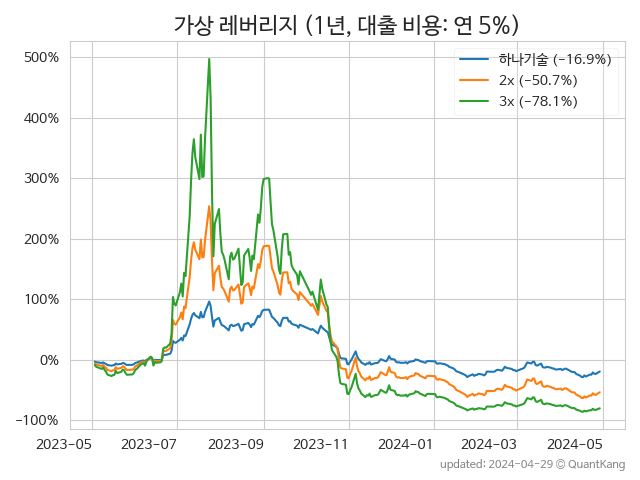 가상 레버리지 (1년, 대출 비용: 연 5%)
하나기술 (-16.9%)
2x (-50.7%)
3x (-78.1%)
500%
400%
300%
200%
100%
0%
-100%
2023-05 2023-07 2023-09 2023-11 2024-01 2024-03 2024-05
updated: 2024-04-29 © QuantKang